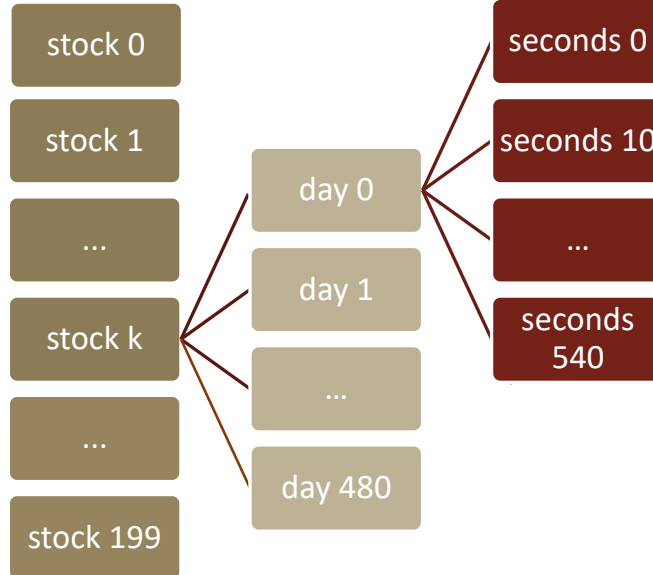 stock 0
stock 1
...
stock k
...
stock 199
day 0
day 1
...
day 480
seconds 0
seconds 10
...
seconds
540